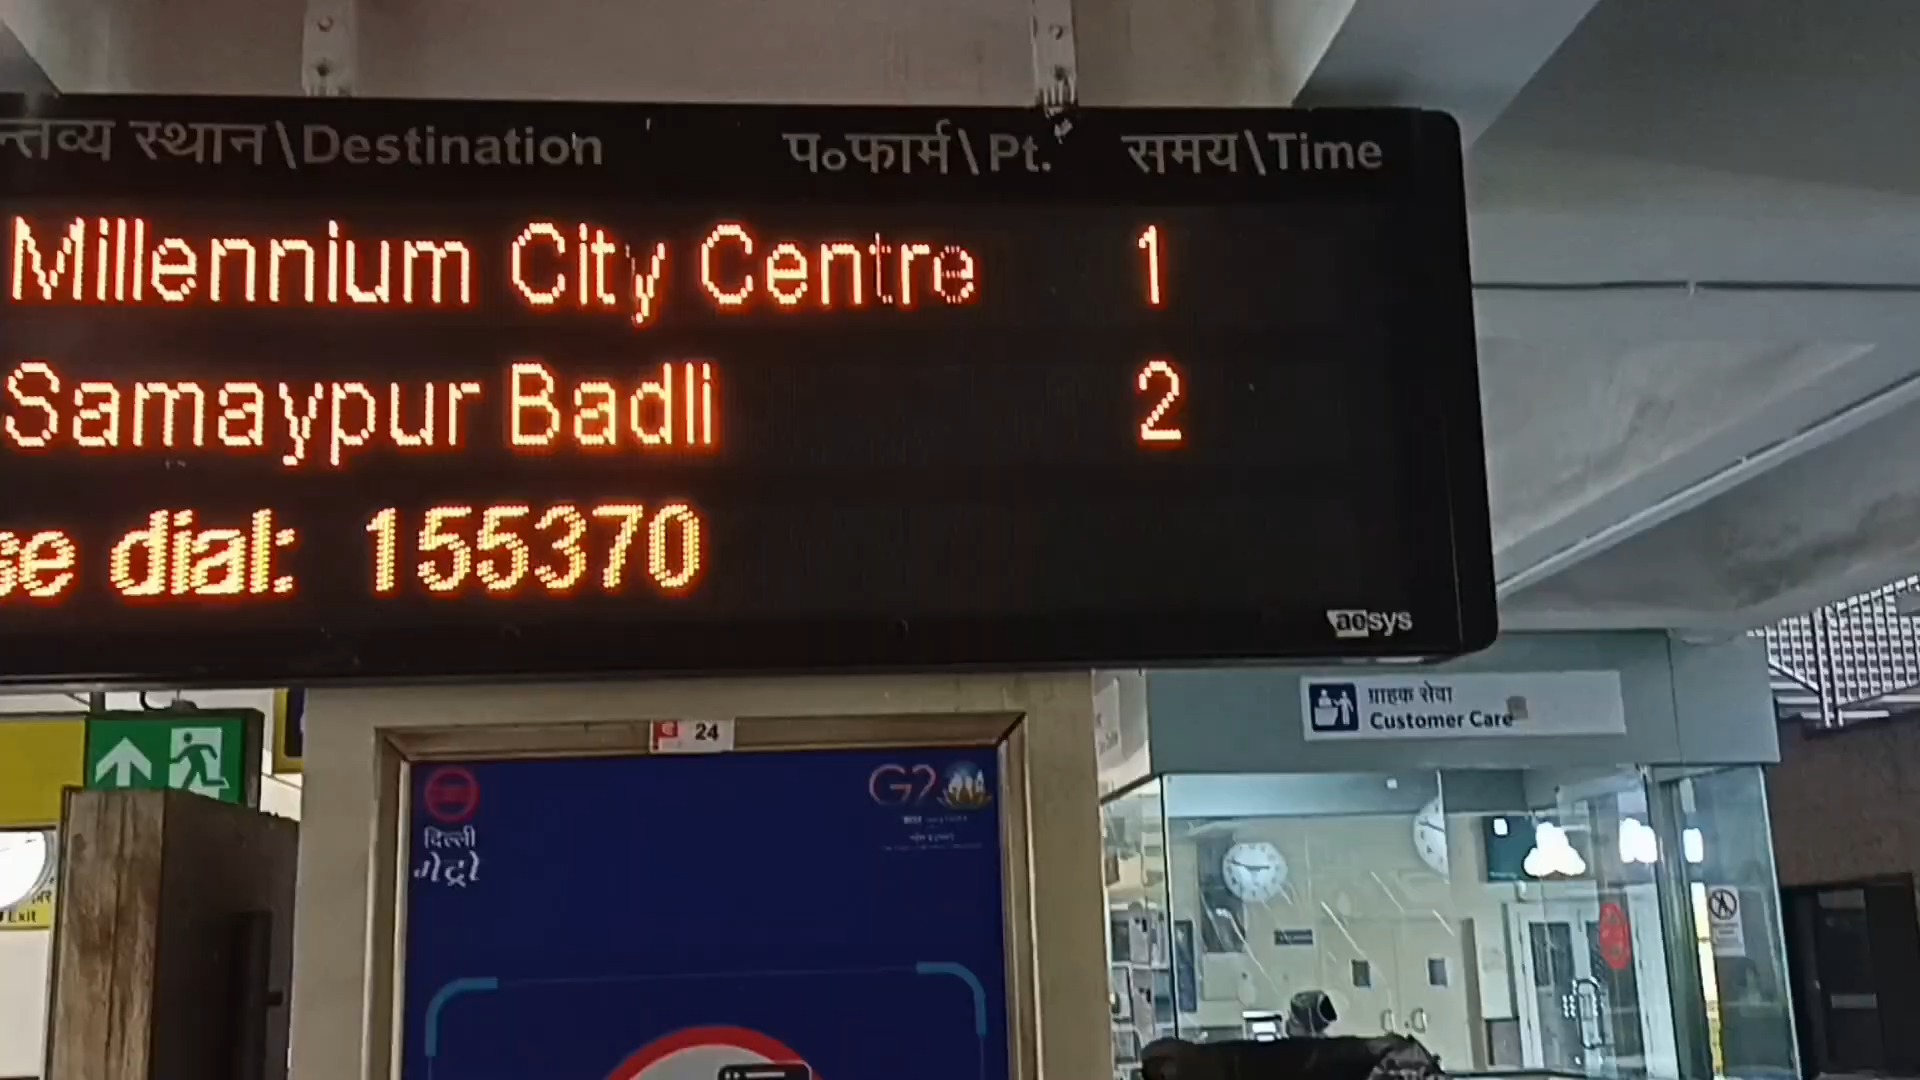 न्तव्य स्थान\Destination प०फार्म\Pt. समय\Time
Millennium City Centre 1
Samaypur Badli 2
se dial: 155370
aesys
ग्राहक सेवा
Customer Care
24
G2
दिल्ली
मेट्रो
Exit